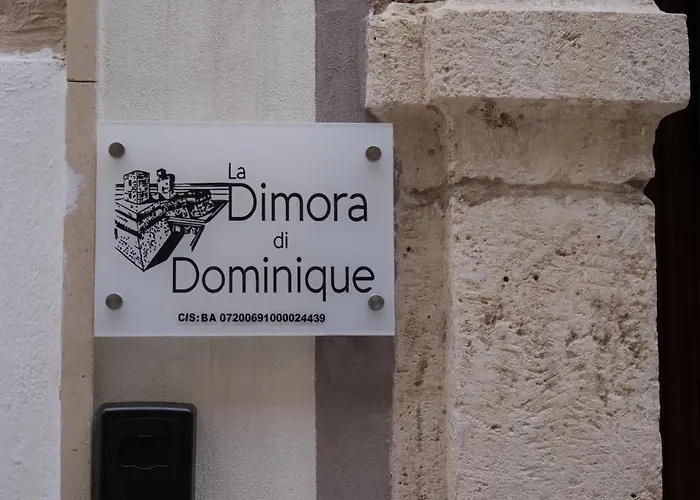 La
Dimora
di
Dominique
CIS:BA 07200691000024439